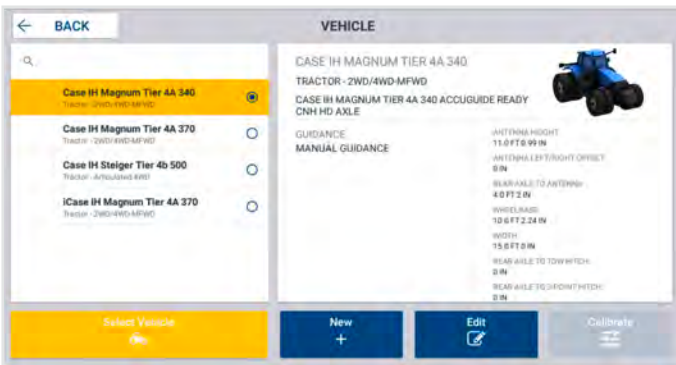 BACK
VEHICLE
Case IH Magnum Tier 4A 340
Tractor - 2WD/4WD-MFWD
Case IH Magnum Tier 4A 370
Tractor - 2WD/4WD-MFWD
Case IH Steiger Tier 4b 500
Tractor - Articulated 4WD
iCase IH Magnum Tier 4A 370
Tractor - 2WD/4WD-MFWD
Select Vehicle
CASE IH MAGNUM TIER 4A 340
TRACTOR - 2WD/4WD-MFWD
CASE IH MAGNUM TIER 4A 340 ACCUGUIDE READY
CNH HD AXLE
GUIDANCE
MANUAL GUIDANCE
ANTENNA HEIGHT
11.0 FT 0.99 IN
ANTENNA LEFT/RIGHT OFFSET
0 IN
REAR AXLE TO ANTENNA
4.0 FT 2 IN
WHEELBASE
10.0 FT 2.24 IN
WIDTH
15.0 FT 0 IN
REAR AXLE TO TOW HITCH
0 IN
REAR AXLE TO 3-POINT HITCH
0 IN
New
Edit
Calibrate